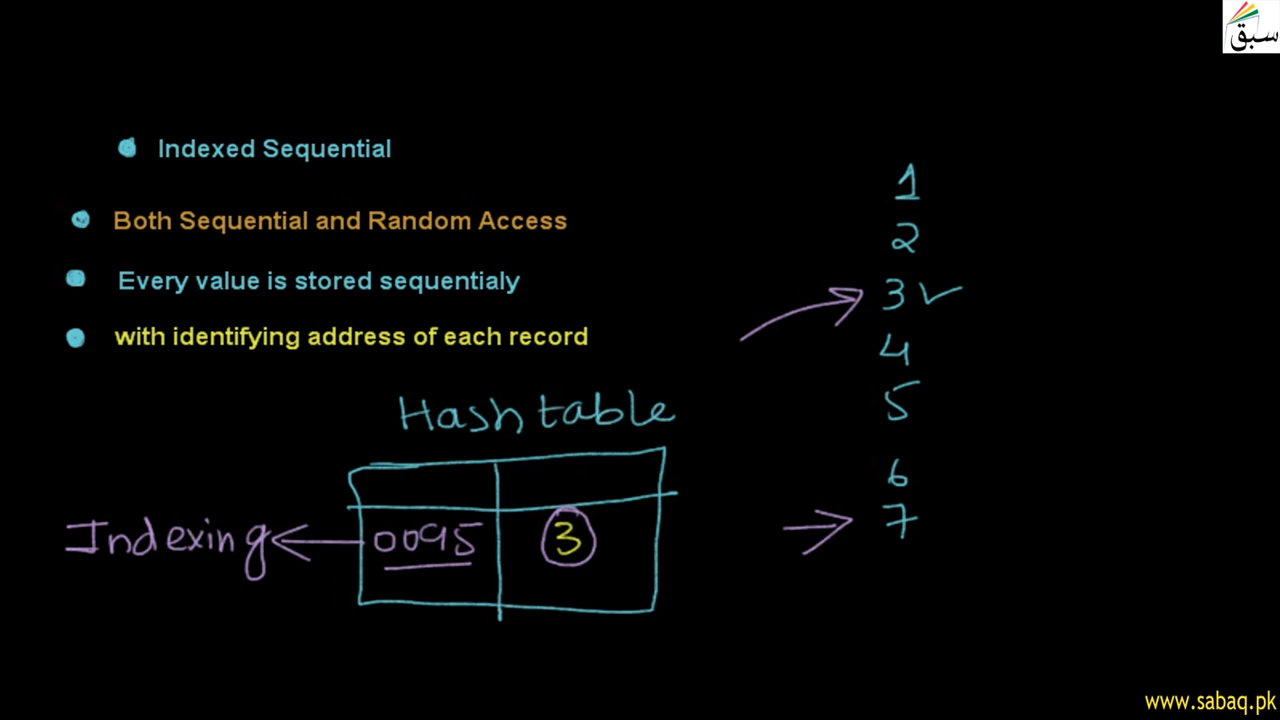 سبق
Indexed Sequential
Both Sequential and Random Access
Every value is stored sequentialy
with identifying address of each record
1
2
3
4
5
6
7
Hash table
Indexing
0095
3
www.sabaq.pk